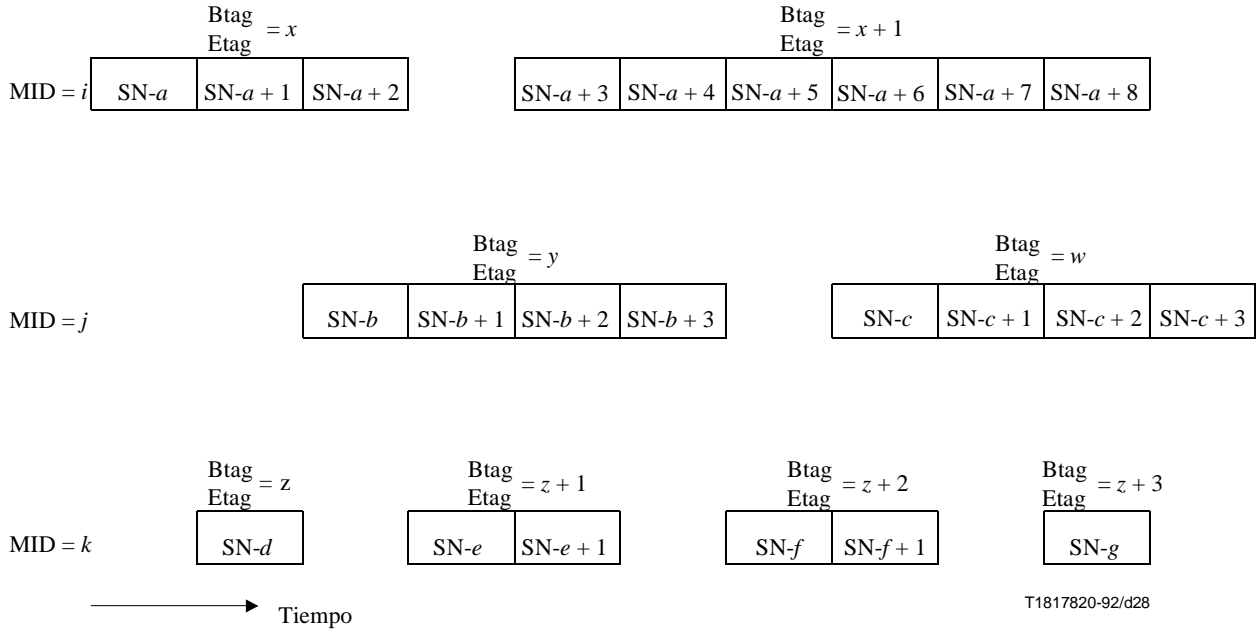 Btag
Etag = x
Btag
Etag = x + 1
MID = i SN-a SN-a + 1 SN-a + 2 SN-a + 3 SN-a + 4 SN-a + 5 SN-a + 6 SN-a + 7 SN-a + 8
Btag
Etag = y
Btag
Etag = w
MID = j SN-b SN-b + 1 SN-b + 2 SN-b + 3 SN-c SN-c + 1 SN-c + 2 SN-c + 3
Btag
Etag = z
Btag
Etag = z + 1
Btag
Etag = z + 2
Btag
Etag = z + 3
MID = k SN-d SN-e SN-e + 1 SN-f SN-f + 1 SN-g
Tiempo
T1817820-92/d28